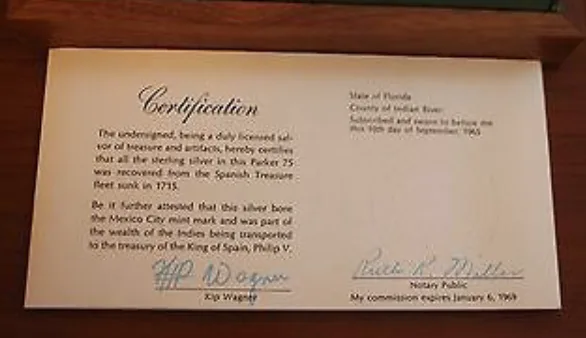 Certification
The undersigned, being a duly licensed sal-
vor of treasure and artifacts, hereby certifies
that all the sterling silver in this Parker 75
was recovered from the Spanish Treasure
fleet sunk in 1715.
Be it further attested that this silver bore
the Mexico City mint mark and was part of
the wealth of the Indies being transported
to the treasury of the King of Spain, Philip V.
Kip Wagner
Kip Wagner
State of Florida
County of Indian River
Subscribed and sworn to before me
this 10th day of September, 1965
Ruth K. Miller
Notary Public
My commission expires January 6, 1969